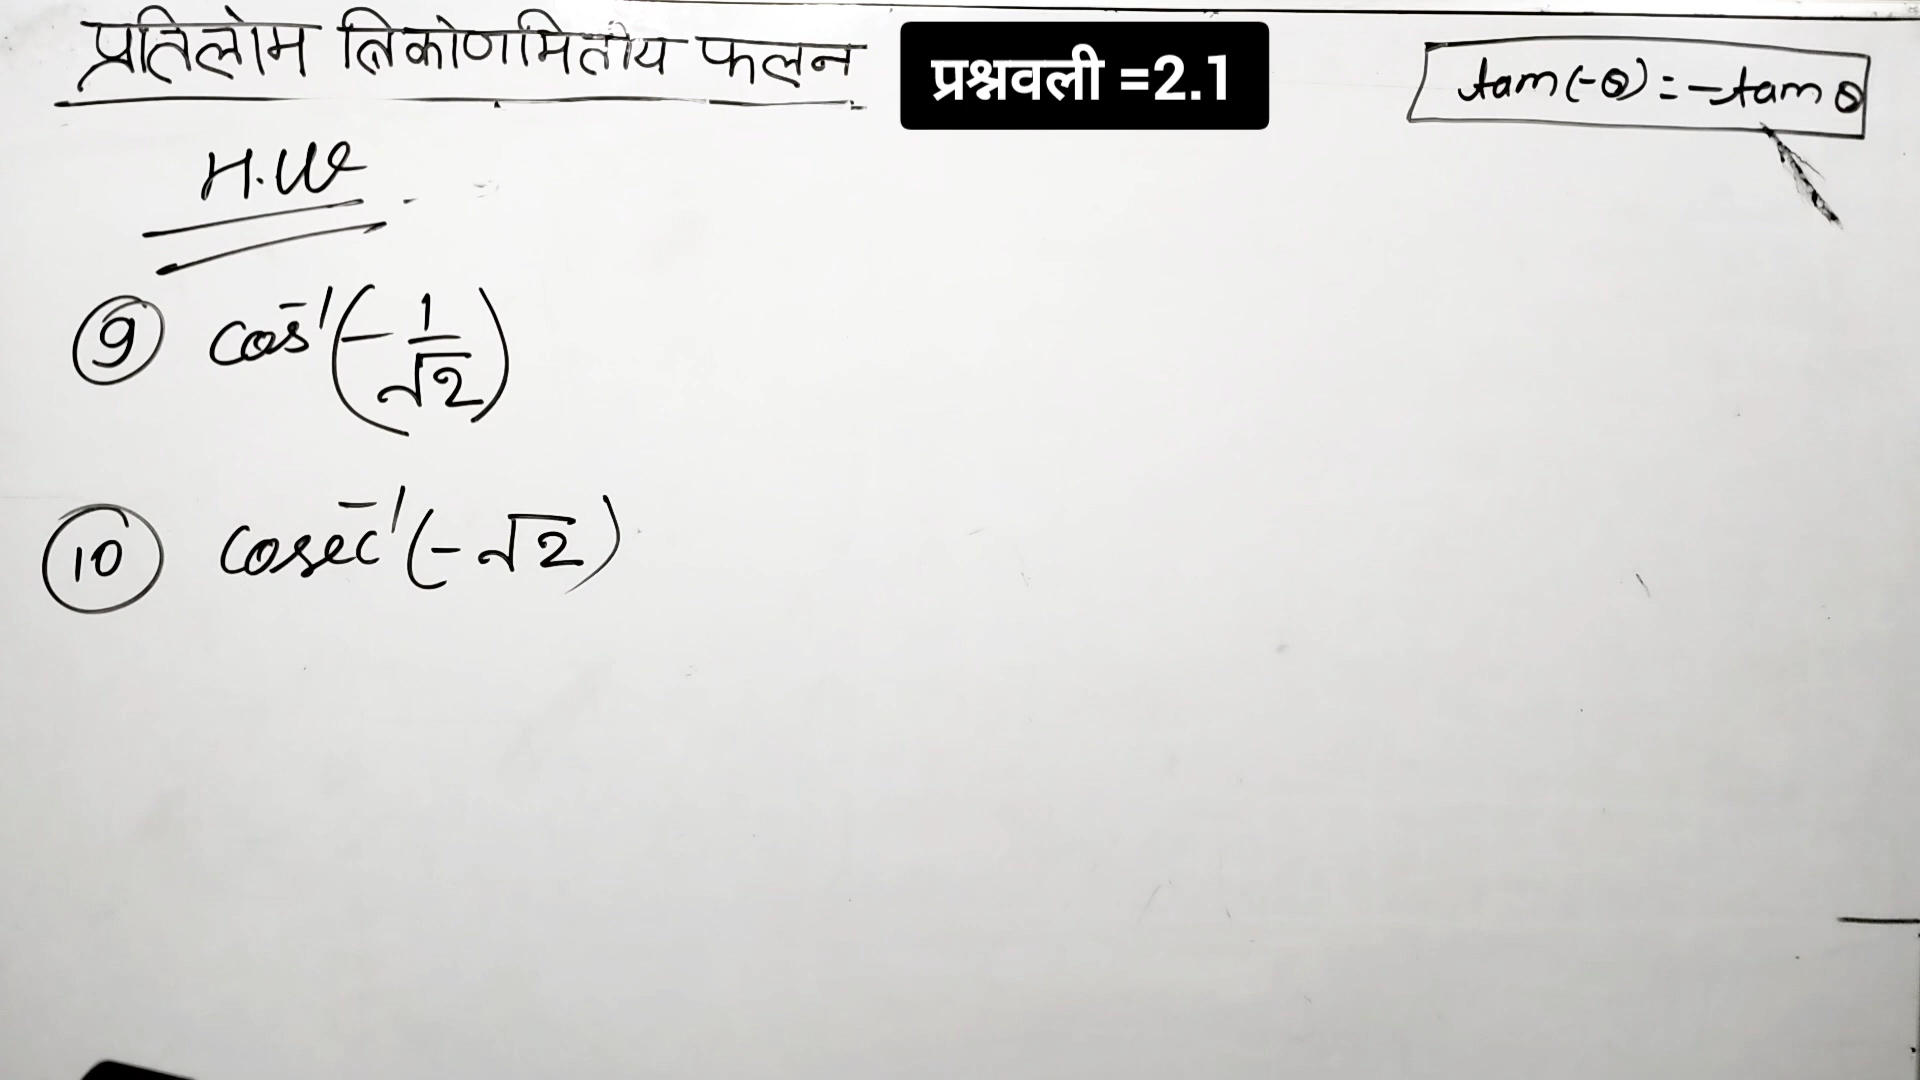 प्रतिलोम त्रिकोणमितीय फलन
प्रश्नवली =2.1
tan(-θ) = -tan θ
H.W
9 cos⁻¹(-1/√2)
10 cosec⁻¹(-√2)